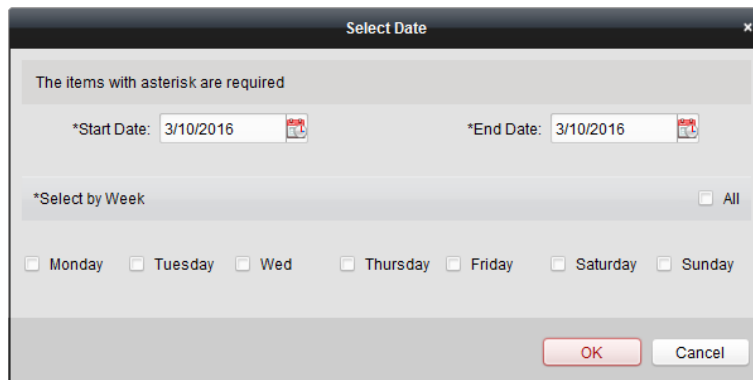 Select Date
The items with asterisk are required
*Start Date: 3/10/2016 *End Date: 3/10/2016
*Select by Week All
Monday Tuesday Wed Thursday Friday Saturday Sunday
OK Cancel